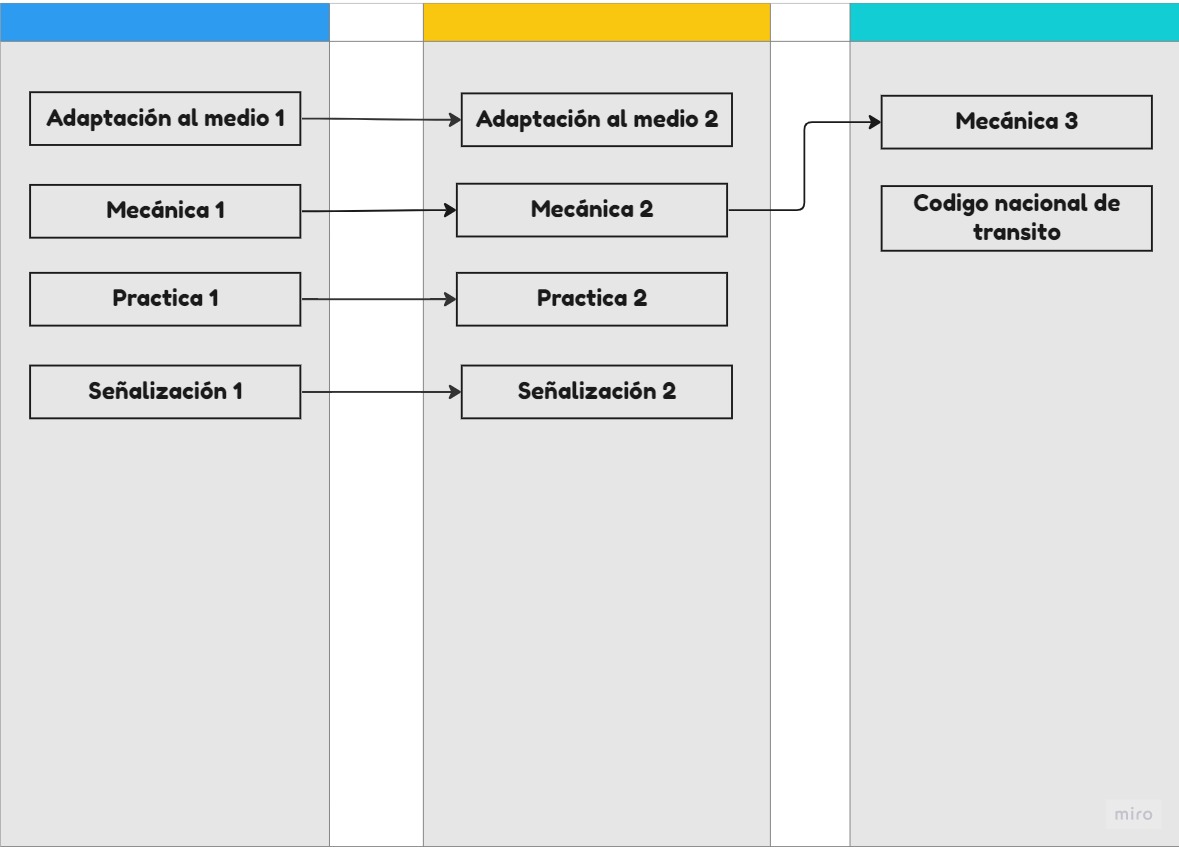 Adaptación al medio 1
Adaptación al medio 2
Mecánica 3
Mecánica 1
Mecánica 2
Codigo nacional de
transito
Practica 1
Practica 2
Señalización 1
Señalización 2
miro